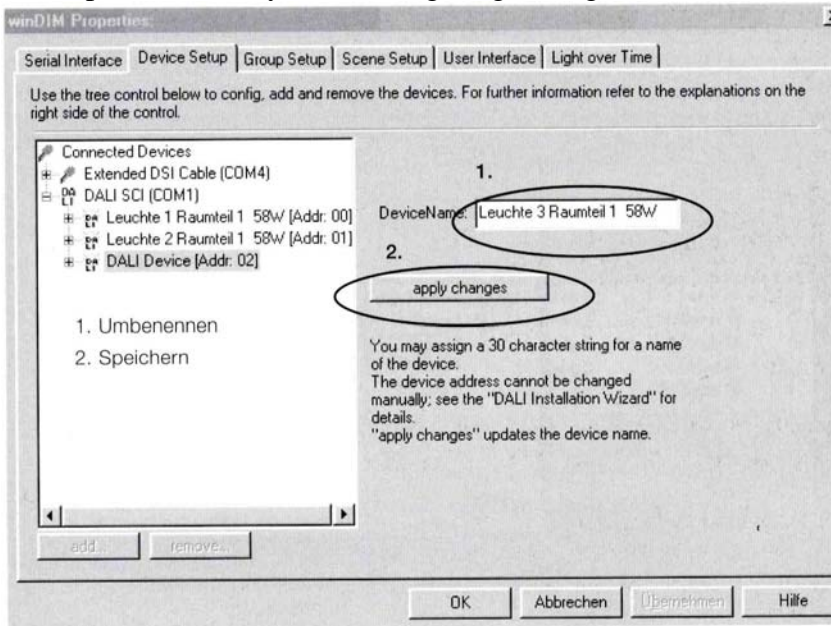 winDIM Properties:
Serial Interface Device Setup Group Setup Scene Setup User Interface Light over Time
Use the tree control below to config, add and remove the devices. For further information refer to the explanations on the
right side of the control.
Connected Devices
Extended DSI Cable (COM4)
DALI SCI (COM1)
Leuchte 1 Raumteil 1 58W [Addr: 00]
Leuchte 2 Raumteil 1 58W [Addr: 01]
DALI Device [Addr: 02]
1. Umbenennen
2. Speichern
1.
DeviceName: Leuchte 3 Raumteil 1 58W
2.
apply changes
You may assign a 30 character string for a name
of the device.
The device address cannot be changed
manually; see the "DALI Installation Wizard" for
details.
"apply changes" updates the device name.
add... remove...
OK Abbrechen Übernehmen Hilfe